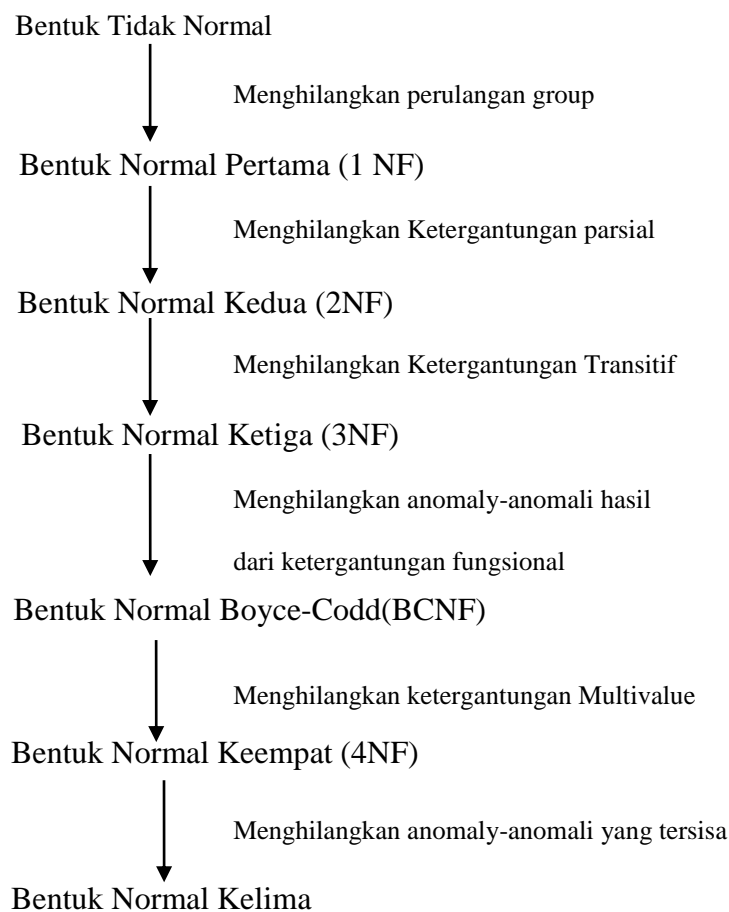 Bentuk Tidak Normal
Menghilangkan perulangan group
Bentuk Normal Pertama (1 NF)
Menghilangkan Ketergantungan parsial
Bentuk Normal Kedua (2NF)
Menghilangkan Ketergantungan Transitif
Bentuk Normal Ketiga (3NF)
Menghilangkan anomaly-anomali hasil
dari ketergantungan fungsional
Bentuk Normal Boyce-Codd(BCNF)
Menghilangkan ketergantungan Multivalue
Bentuk Normal Keempat (4NF)
Menghilangkan anomaly-anomali yang tersisa
Bentuk Normal Kelima